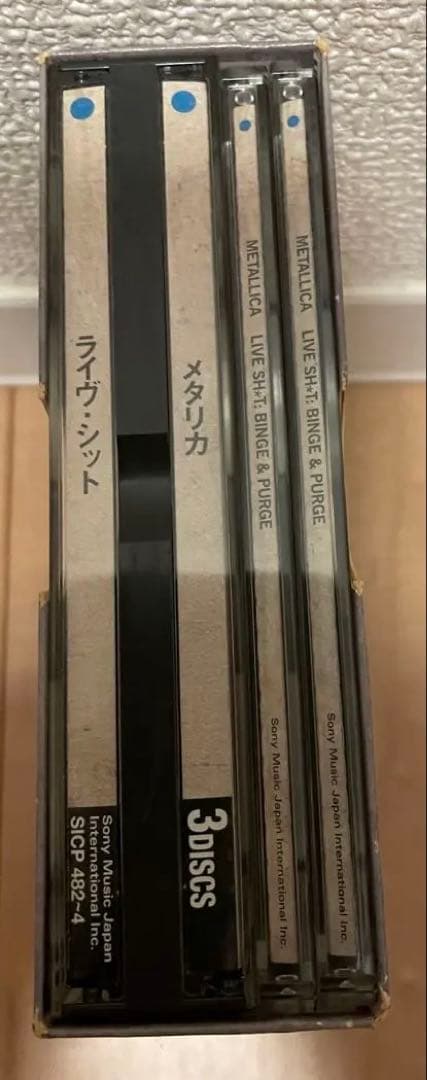 ライヴ・シット
Sony Music Japan
International Inc.
SICP 482~4
メタリカ
3DISCS
METALLICA LIVE SH*T: BINGE & PURGE
Sony Music Japan International Inc.
METALLICA LIVE SH*T: BINGE & PURGE
Sony Music Japan International Inc.